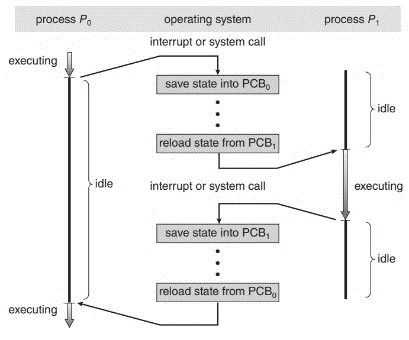 process P0 operating system process P1
interrupt or system call
executing
save state into PCB0
idle
reload state from PCB1
idle
interrupt or system call
executing
save state into PCB1
idle
reload state from PCB0
executing